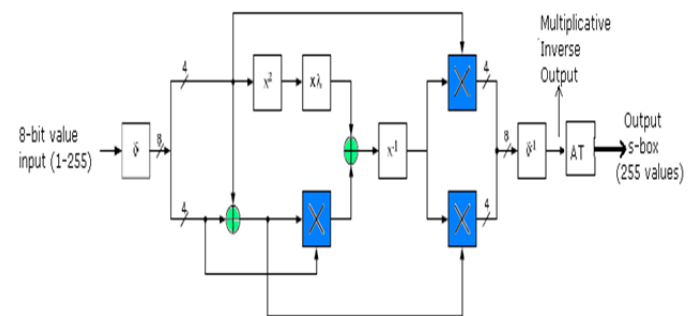 Multiplicative
Inverse
Output
4
x²
xλ
4
8-bit value
input (1-255)
δ
8
x⁻¹
8
δ⁻¹
AT
Output
s-box
(255 values)
4
4